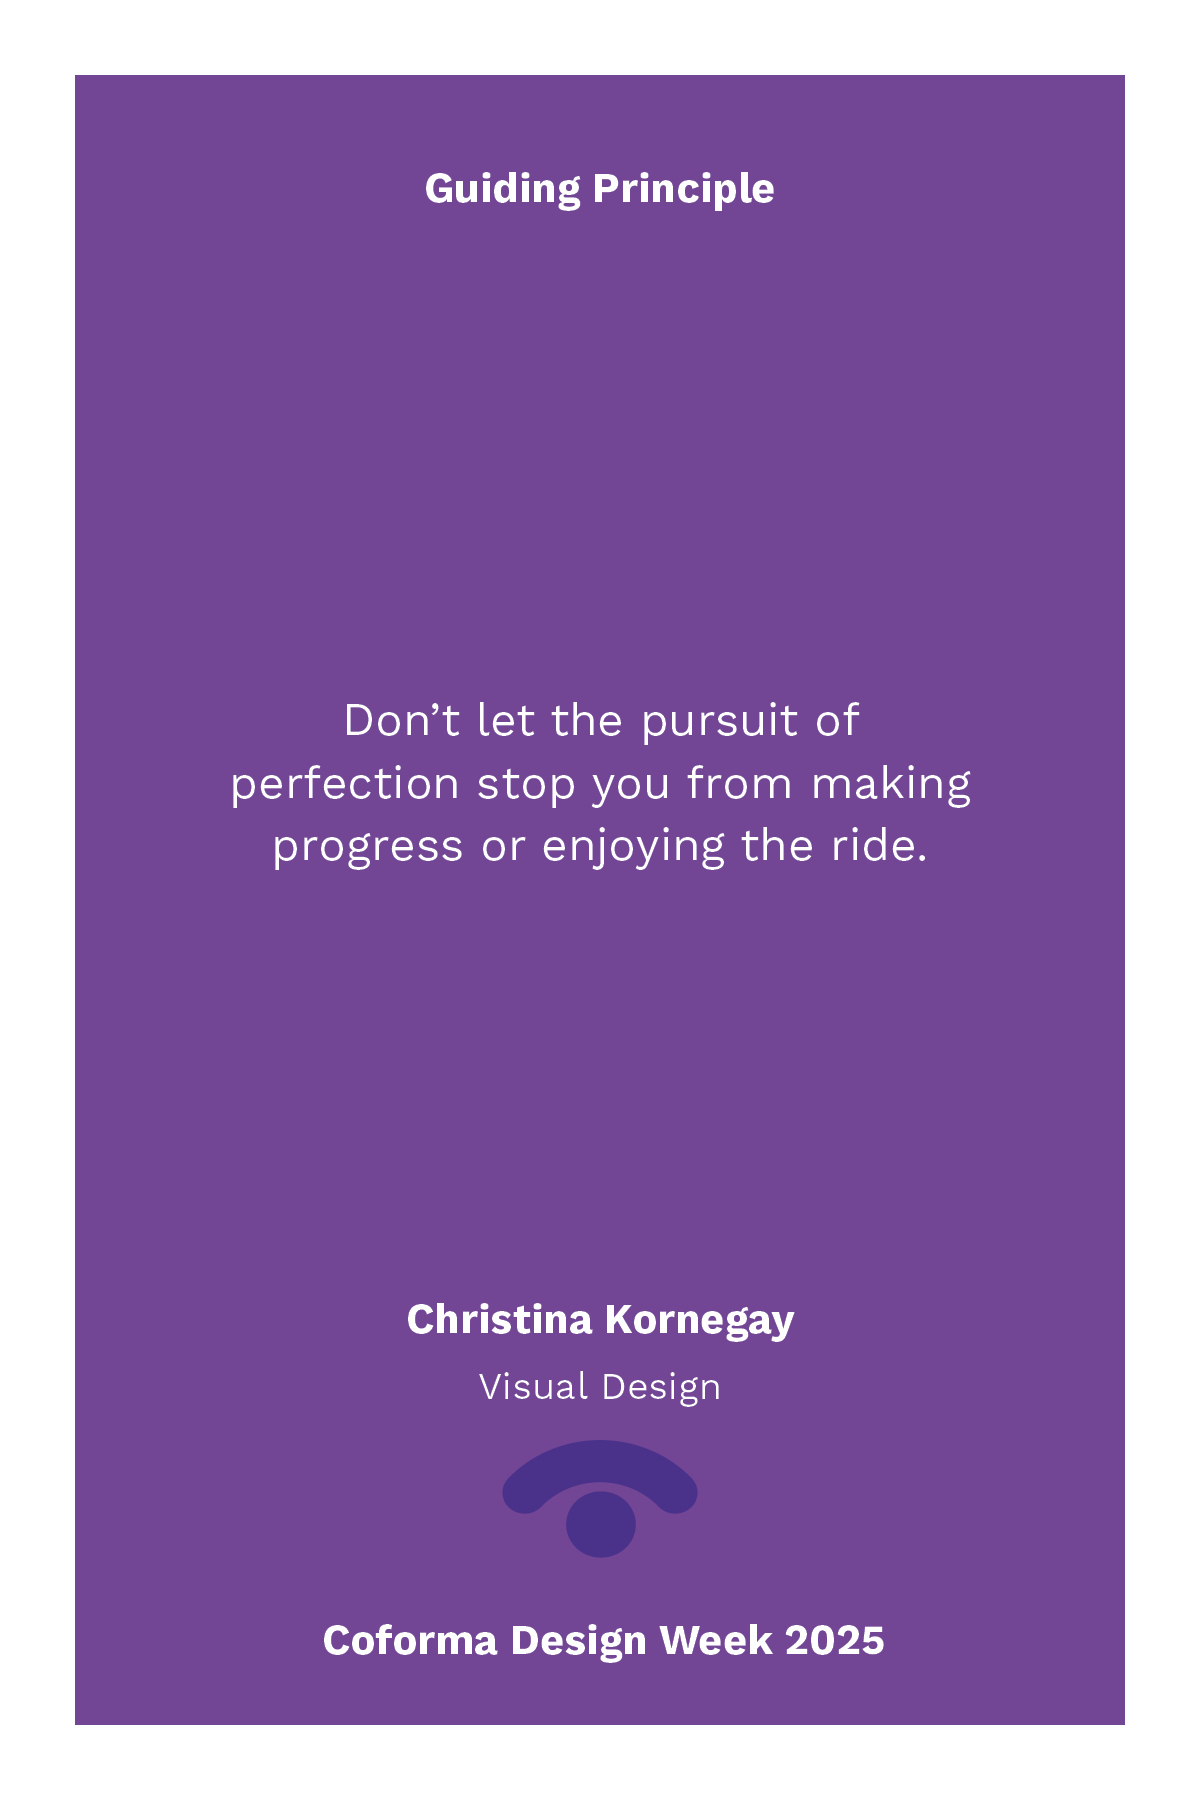 Guiding Principle
Don’t let the pursuit of
perfection stop you from making
progress or enjoying the ride.
Christina Kornegay
Visual Design
Coforma Design Week 2025